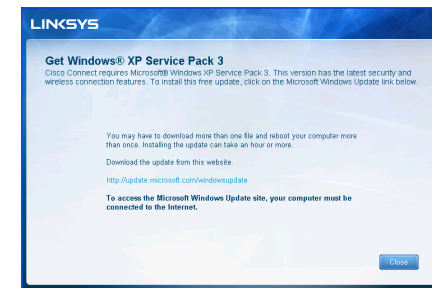 LINKSYS
Get Windows® XP Service Pack 3
Cisco Connect requires Microsoft® Windows XP Service Pack 3. This version has the latest security and
wireless connection features. To install this free update, click on the Microsoft Windows Update link below.
You may have to download more than one file and reboot your computer more
than once. Installing the update can take an hour or more.
Download the update from this website.
http://update.microsoft.com/windowsupdate
To access the Microsoft Windows Update site, your computer must be
connected to the Internet.
Close